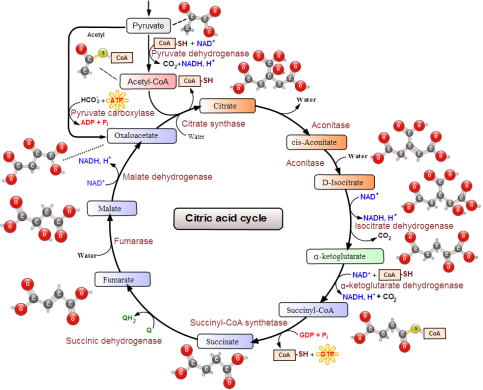 Pyruvate
Acetyl
CoA-SH + NAD⁺
Pyruvate dehydrogenase
CO₂+NADH, H⁺
S CoA
Acetyl-CoA
CoA-SH
HCO₃⁻ + ATP
Pyruvate carboxylase
ADP + Pᵢ
Citrate
Water
Citrate synthase
Water
Oxaloacetate
Aconitase
cis-Aconitate
Aconitase
Water
NADH, H⁺
NAD⁺
Malate dehydrogenase
D-Isocitrate
NAD⁺
NADH, H⁺
Isocitrate dehydrogenase
CO₂
Malate
Citric acid cycle
Fumarase
Water
α-ketoglutarate
NAD⁺ + CoA-SH
α-ketoglutarate dehydrogenase
NADH, H⁺ + CO₂
Fumarate
Succinyl-CoA
S CoA
QH₂
Q
Succinic dehydrogenase
Succinyl-CoA synthetase
GDP + Pᵢ
Succinate
CoA-SH + GTP